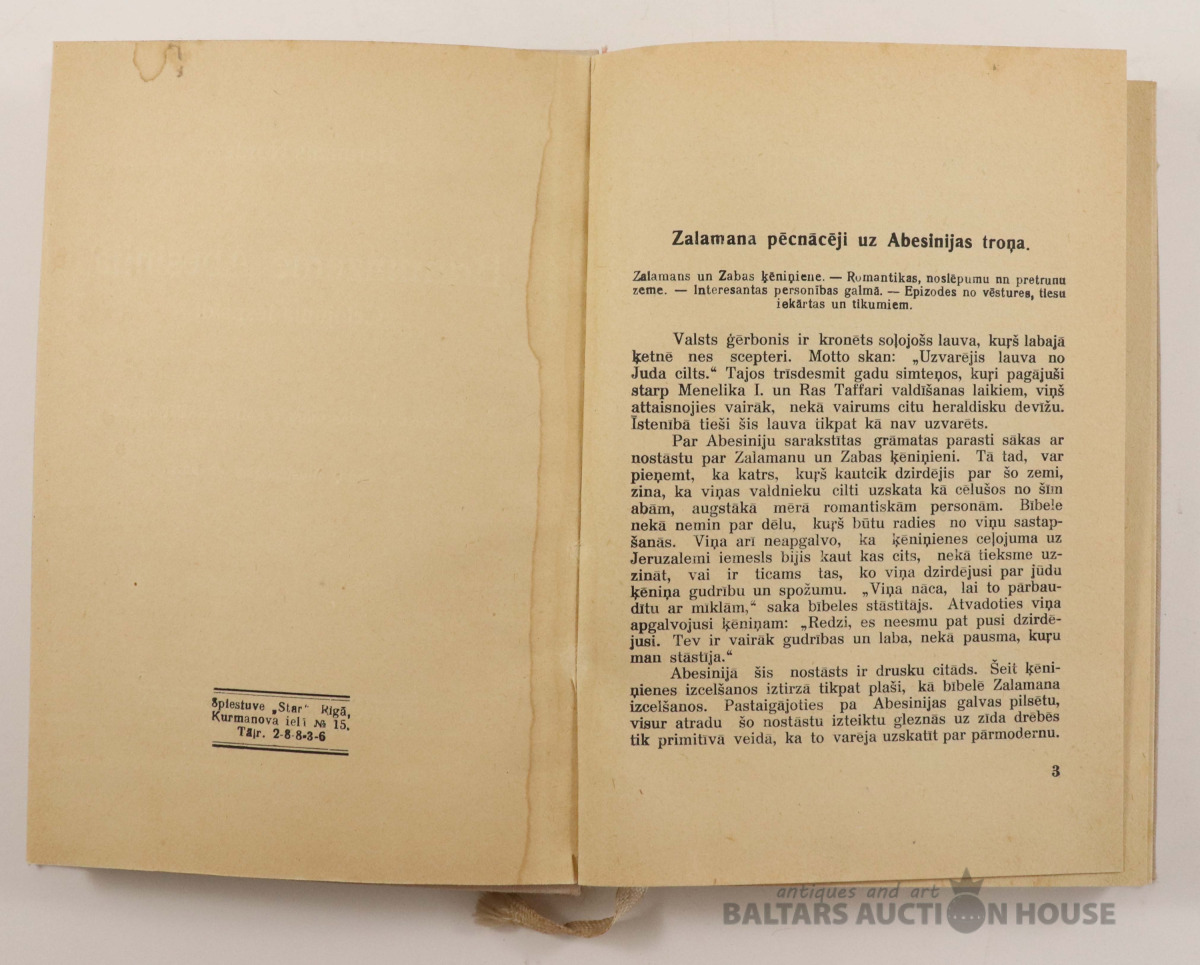 Spiestuve „Star“ Rīgā,
Kurmanova ielī № 15.
Tāļr. 2-8-8-3-6
Zalamana pēcnācēji uz Abesinijas troņa.
Zalamans un Zabas ķēniņiene. — Romantikas, noslēpumu nn pretrunu
zeme. — Interesantas personības galmā. — Epizodes no vēstures, tiesu
iekārtas un tikumiem.
Valsts ģērbonis ir kronēts soļojošs lauva, kuŗš labajā
ķetnē nes scepteri. Motto skan: „Uzvarējis lauva no
Juda cilts.“ Tajos trīsdesmit gadu simteņos, kuŗi pagājuši
starp Menelika I. un Ras Taffari valdīšanas laikiem, viņš
attaisnojies vairāk, nekā vairums citu heraldisku devīžu.
Īstenībā tieši šis lauva tikpat kā nav uzvarēts.
Par Abesiniju sarakstītas grāmatas parasti sākas ar
nostāstu par Zalamanu un Zabas ķēniņieni. Tā tad, var
pieņemt, ka katrs, kuŗš kautcik dzirdējis par šo zemi,
zina, ka viņas valdnieku cilti uzskata kā cēlušos no šīm
abām, augstākā mērā romantiskām personām. Bībele
nekā nemin par dēlu, kuŗš būtu radies no viņu sastap-
šanās. Viņa arī neapgalvo, ka ķēniņienes ceļojuma uz
Jeruzalemi iemesls bijis kaut kas cits, nekā tieksme uz-
zināt, vai ir ticams tas, ko viņa dzirdējusi par jūdu
ķēniņa gudrību un spožumu. „Viņa nāca, lai to pārbau-
dītu ar mīklām,“ saka bībeles stāstītājs. Atvadoties viņa
apgalvojusi ķēniņam: „Redzi, es neesmu pat pusi dzirdē-
jusi. Tev ir vairāk gudrības un laba, nekā pausma, kuŗu
man stāstīja.“
Abesinijā šis nostāsts ir drusku citāds. Šeit ķēni-
ņienes izcelšanos iztirzā tikpat plaši, kā bībelē Zalamana
izcelšanos. Pastaigājoties pa Abesinijas galvas pilsētu,
visur atradu šo nostāstu izteiktu gleznās uz zīda drēbēs
tik primitīvā veidā, ka to varēja uzskatīt par pārmodernu.
3
antiques and art
BALTARS AUCTION HOUSE